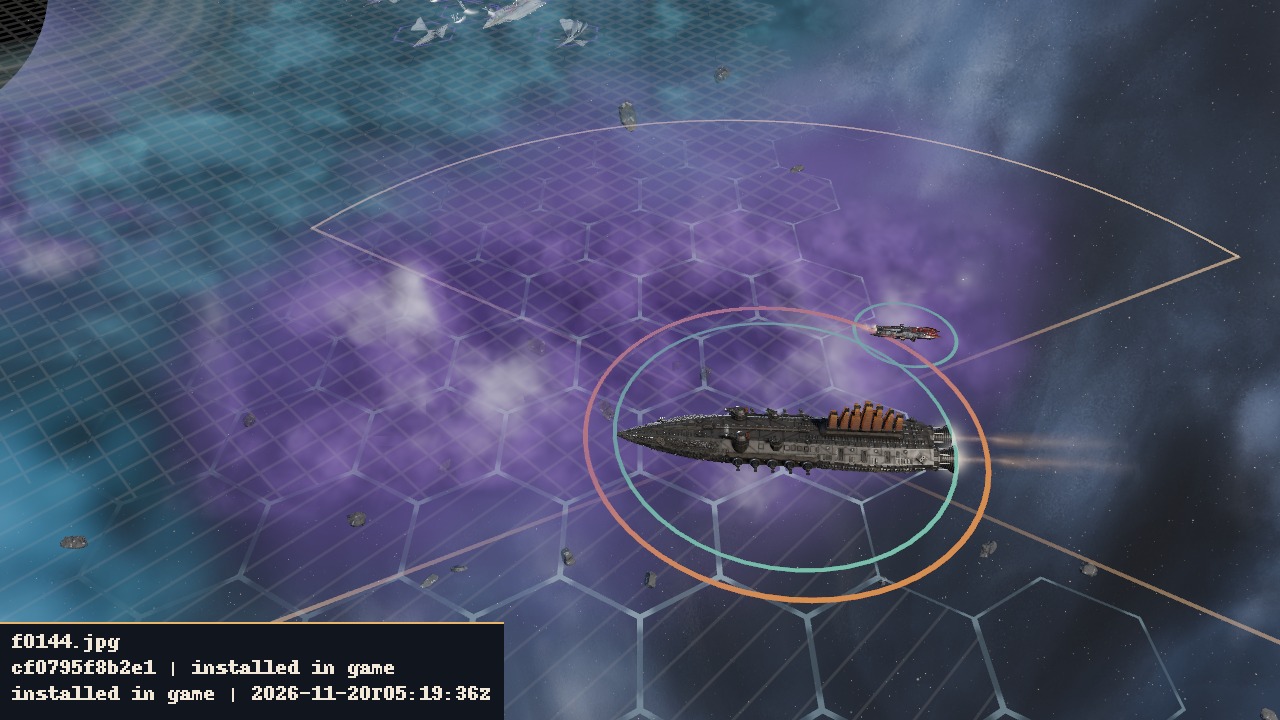 f0144.jpg
cf0795f8b2e1 | installed in game
installed in game | 2026-11-20T05:19:36Z